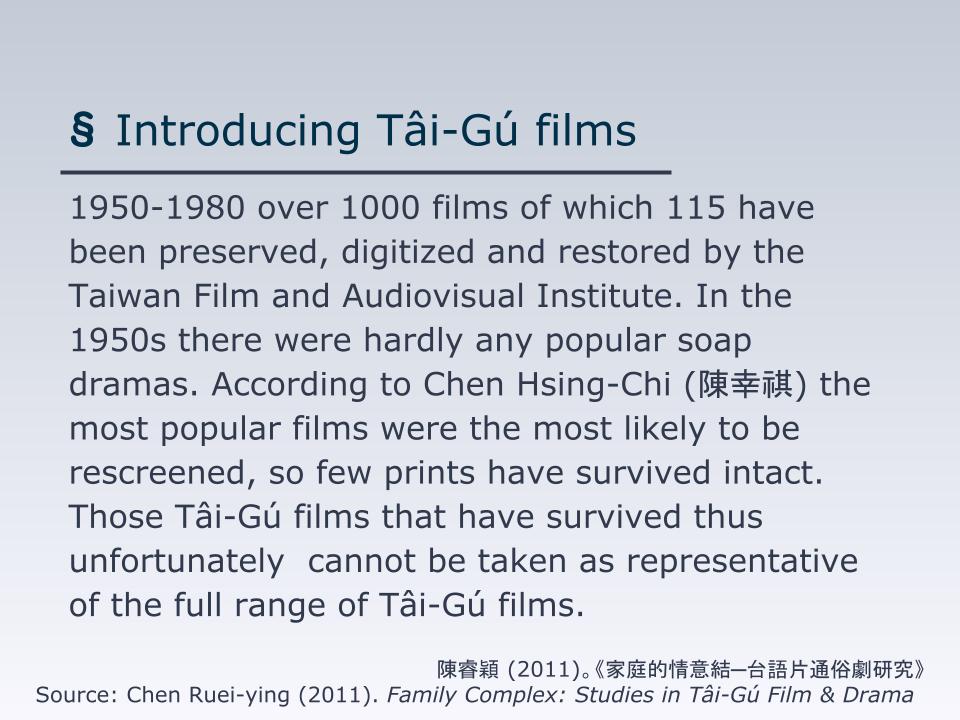 § Introducing Tâi-Gú films
1950-1980 over 1000 films of which 115 have
been preserved, digitized and restored by the
Taiwan Film and Audiovisual Institute. In the
1950s there were hardly any popular soap
dramas. According to Chen Hsing-Chi (陳幸祺) the
most popular films were the most likely to be
rescreened, so few prints have survived intact.
Those Tâi-Gú films that have survived thus
unfortunately  cannot be taken as representative
of the full range of Tâi-Gú films.
陳睿穎 (2011)。《家庭的情意結─台語片通俗劇研究》
Source: Chen Ruei-ying (2011). Family Complex: Studies in Tâi-Gú Film & Drama